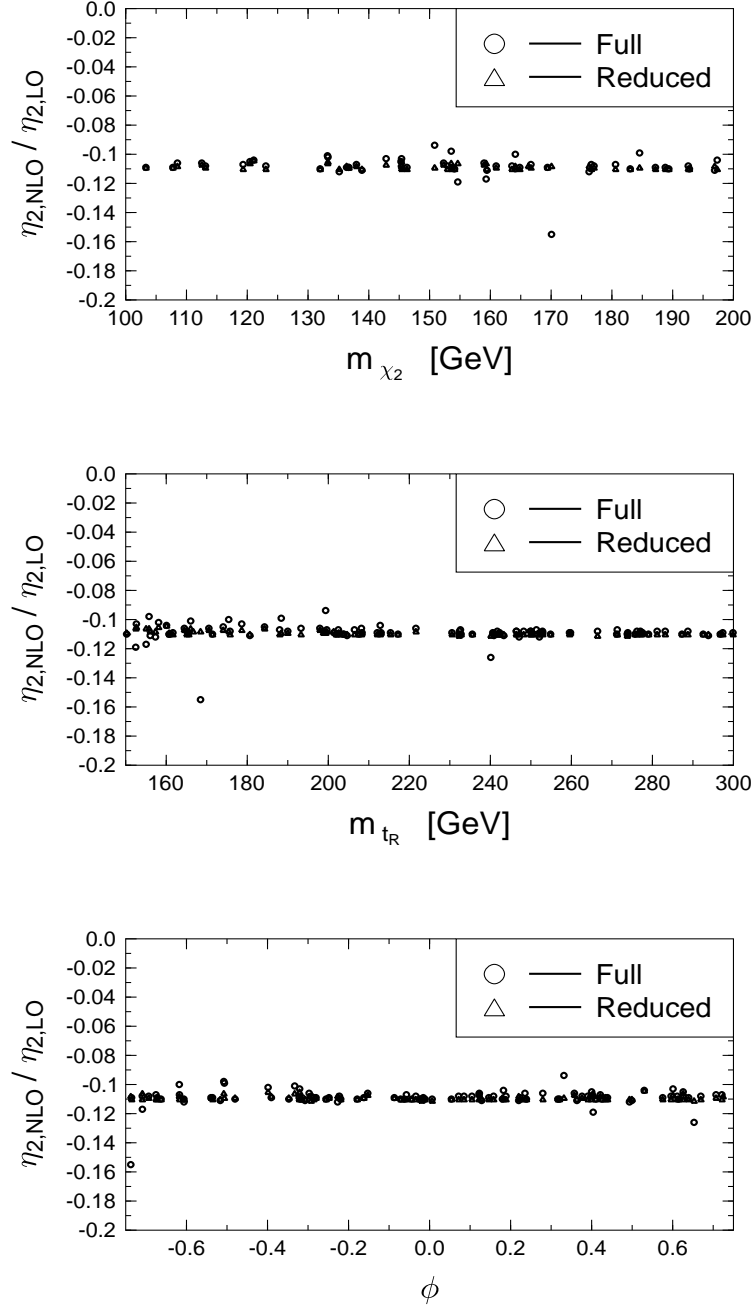 0.0
-0.02
-0.04
-0.06
-0.08
-0.1
-0.12
-0.14
-0.16
-0.18
-0.2
η2,NLO / η2,LO
Full
Reduced
100 110 120 130 140 150 160 170 180 190 200
m χ2 [GeV]
0.0
-0.02
-0.04
-0.06
-0.08
-0.1
-0.12
-0.14
-0.16
-0.18
-0.2
η2,NLO / η2,LO
Full
Reduced
160 180 200 220 240 260 280 300
m tR [GeV]
0.0
-0.02
-0.04
-0.06
-0.08
-0.1
-0.12
-0.14
-0.16
-0.18
-0.2
η2,NLO / η2,LO
Full
Reduced
-0.6 -0.4 -0.2 0.0 0.2 0.4 0.6
ϕ